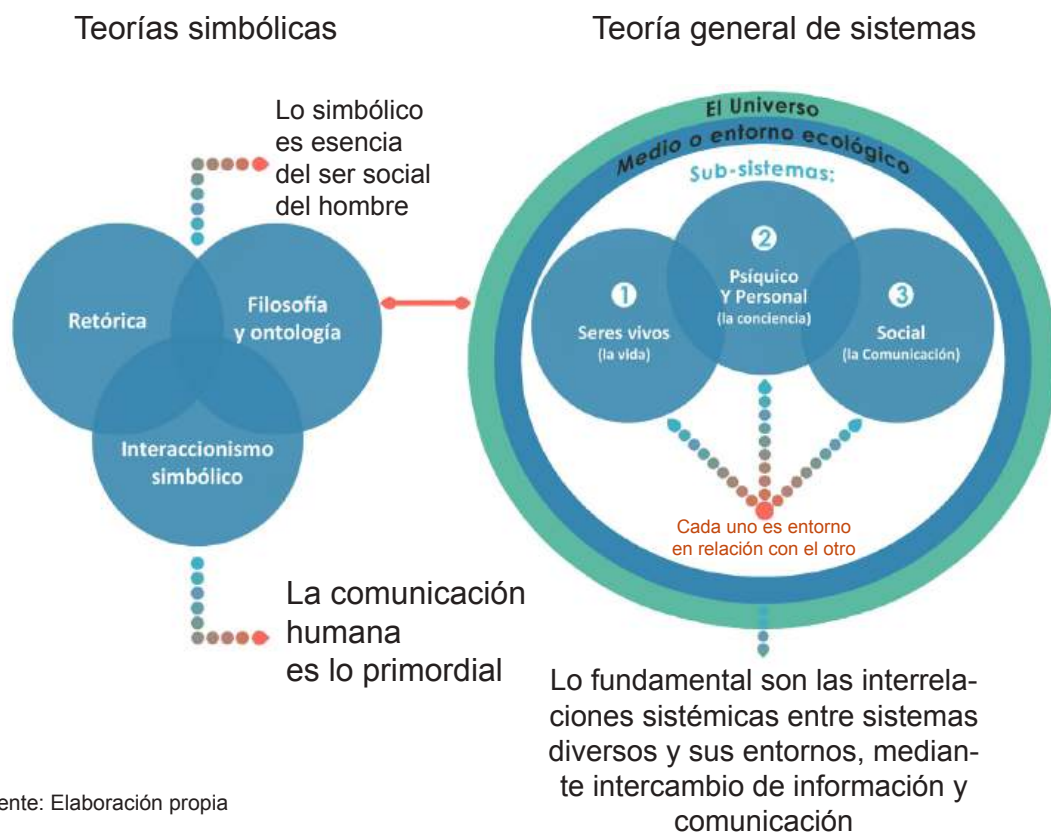 Teorías simbólicas
Teoría general de sistemas
Lo simbólico
es esencia
del ser social
del hombre
Retórica
Filosofía
y ontología
Interaccionismo
simbólico
La comunicación
humana
es lo primordial
El Universo
Medio o entorno ecológico
Sub-sistemas:
1
Seres vivos
(la vida)
2
Psíquico
Y Personal
(la conciencia)
3
Social
(la Comunicación)
Cada uno es entorno
en relación con el otro
Lo fundamental son las interrela-
ciones sistémicas entre sistemas
diversos y sus entornos, median-
te intercambio de información y
comunicación
ente: Elaboración propia